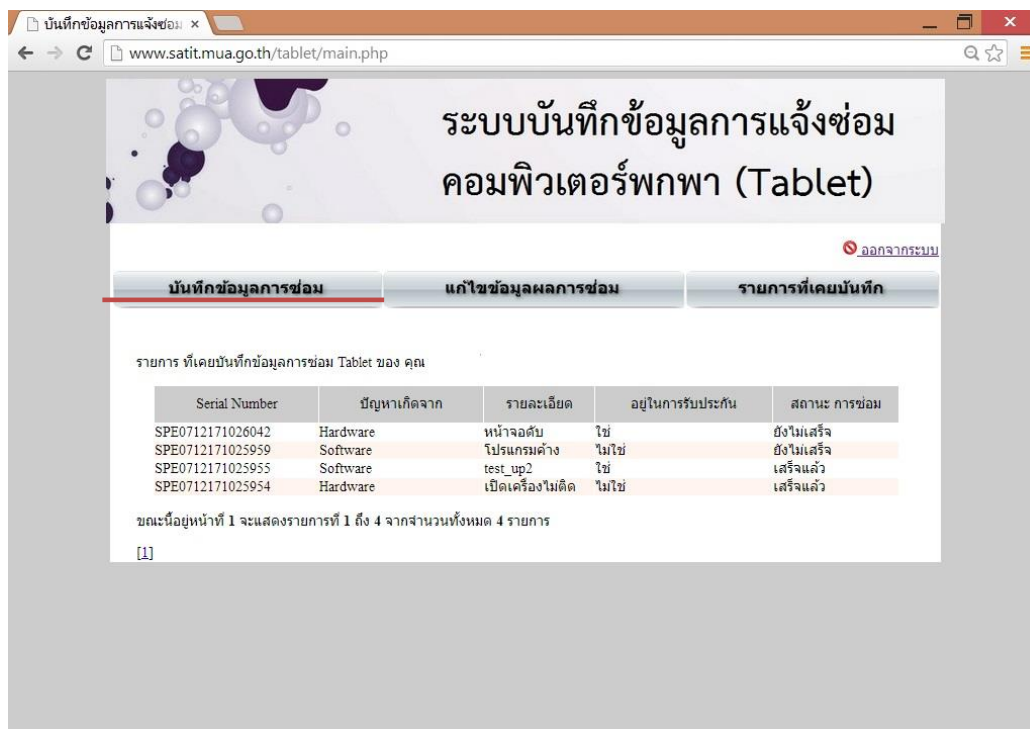 บันทึกข้อมูลการแจ้งซ่อม
www.satit.mua.go.th/tablet/main.php
ระบบบันทึกข้อมูลการแจ้งซ่อม
คอมพิวเตอร์พกพา (Tablet)
ออกจากระบบ
บันทึกข้อมูลการซ่อม แก้ไขข้อมูลผลการซ่อม รายการที่เคยบันทึก
รายการ ที่เคยบันทึกข้อมูลการซ่อม Tablet ของ คุณ
Serial Number ปัญหาเกิดจาก รายละเอียด อยู่ในการรับประกัน สถานะ การซ่อม
SPE0712171026042 Hardware หน้าจอดับ ใช่ ยังไม่เสร็จ
SPE0712171025959 Software โปรแกรมค้าง ไม่ใช่ ยังไม่เสร็จ
SPE0712171025955 Software test_up2 ใช่ เสร็จแล้ว
SPE0712171025954 Hardware เปิดเครื่องไม่ติด ไม่ใช่ เสร็จแล้ว
ขณะนี้อยู่หน้าที่ 1 จะแสดงรายการที่ 1 ถึง 4 จากจำนวนทั้งหมด 4 รายการ
[1]